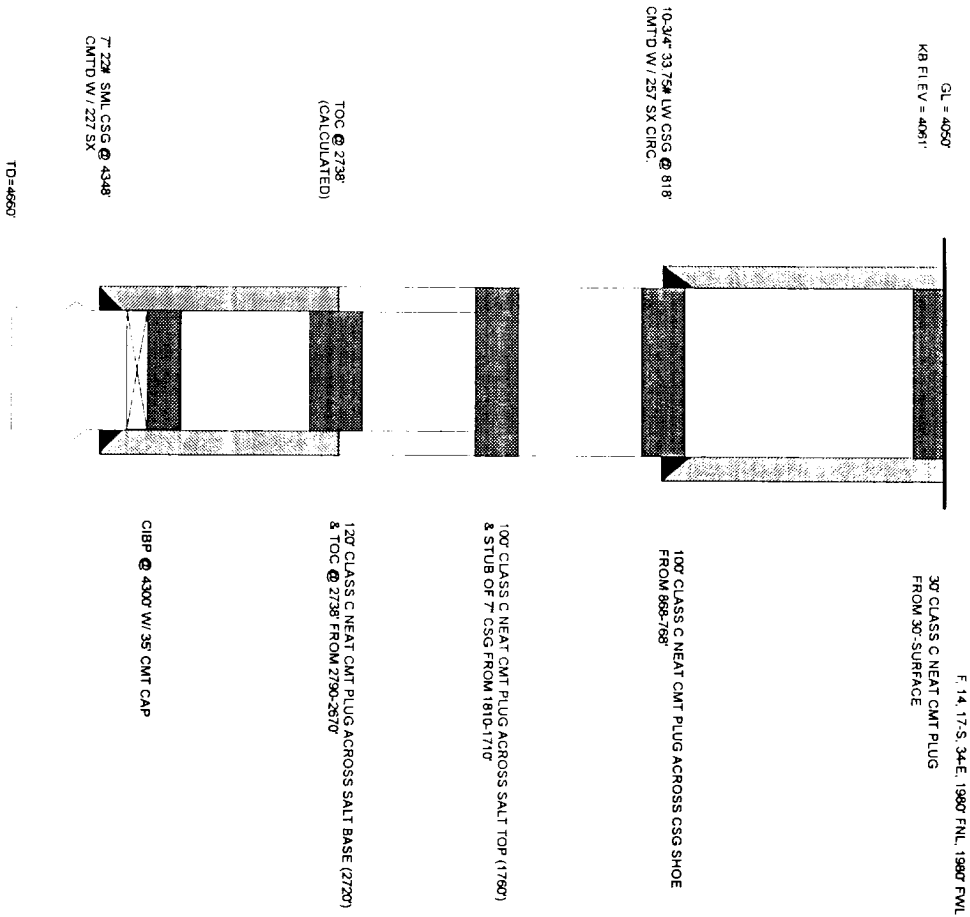 F, 14, 17-S, 34-E, 1980' FNL, 1980' FWL
GL = 4050'
KB ELEV = 4061'
30' CLASS C NEAT CMT PLUG
FROM 30'-SURFACE
10-3/4" 33.75# LW CSG @ 818'
CMT'D W / 257 SX CIRC.
100' CLASS C NEAT CMT PLUG ACROSS CSG SHOE
FROM 868-768'
100' CLASS C NEAT CMT PLUG ACROSS SALT TOP (1760')
& STUB OF 7" CSG FROM 1810-1710'
TOC @ 2738'
(CALCULATED)
120' CLASS C NEAT CMT PLUG ACROSS SALT BASE (2720')
& TOC @ 2738' FROM 2790-2670'
7" 22# SML CSG @ 4348'
CMT'D W / 227 SX
CIBP @ 4300' W/ 35' CMT CAP
TD=4660'